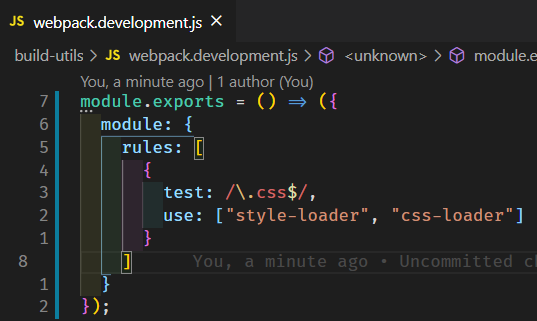 JS webpack.development.js ×
build-utils > JS webpack.development.js > <unknown> > module.e
You, a minute ago | 1 author (You)
7 module.exports = () => ({
6 module: {
5 rules: [
4 {
3 test: /\.css$/,
2 use: ["style-loader", "css-loader"]
1 }
8 ] You, a minute ago • Uncommitted ch
1 }
2 });